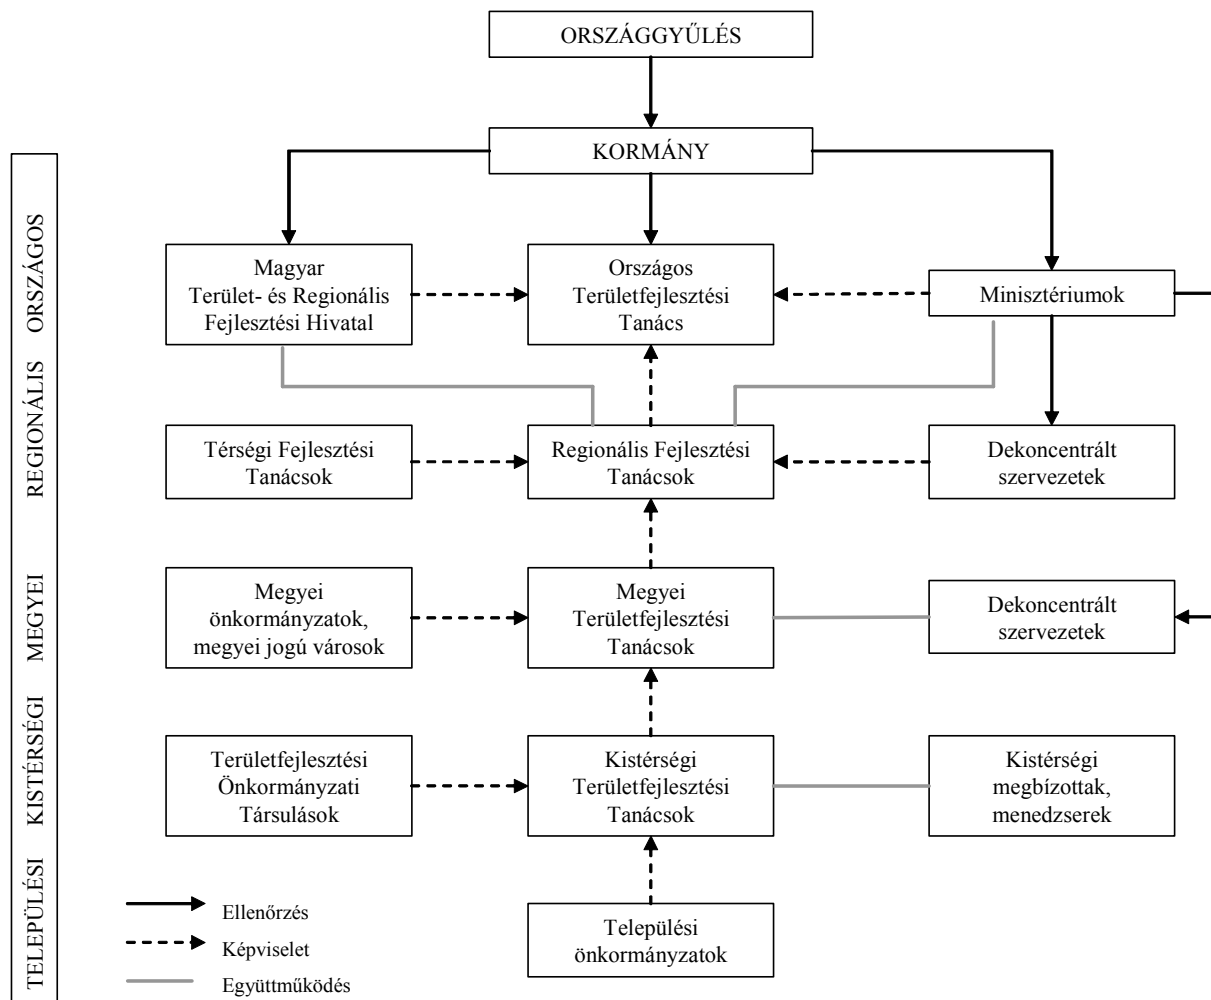 ORSZÁGGYŰLÉS
KORMÁNY
ORSZÁGOS
Magyar
Terület- és Regionális
Fejlesztési Hivatal
Országos
Területfejlesztési
Tanács
Minisztériumok
REGIONÁLIS
Térségi Fejlesztési
Tanácsok
Regionális Fejlesztési
Tanácsok
Dekoncentrált
szervezetek
MEGYEI
Megyei
önkormányzatok,
megyei jogú városok
Megyei
Területfejlesztési
Tanácsok
Dekoncentrált
szervezetek
KISTÉRSÉGI
Területfejlesztési
Önkormányzati
Társulások
Kistérségi
Területfejlesztési
Tanácsok
Kistérségi
megbízottak,
menedzserek
TELEPÜLÉSI
Települési
önkormányzatok
Ellenőrzés
Képviselet
Együttműködés